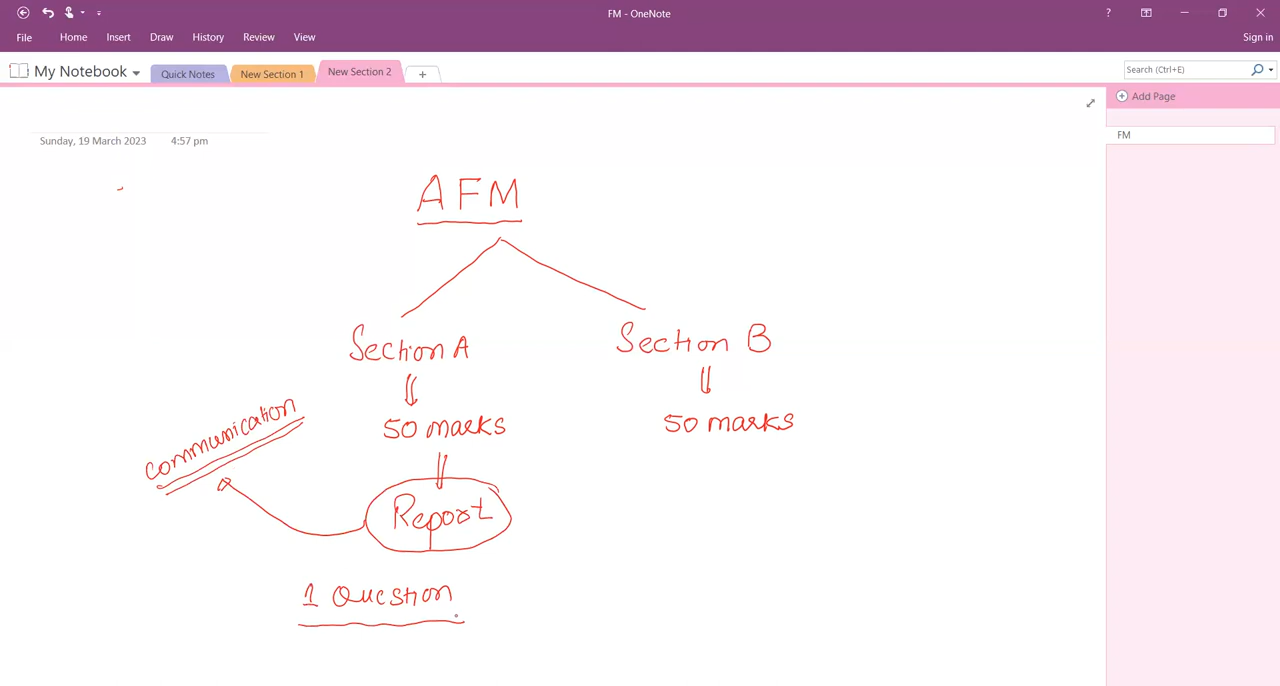 FM - OneNote
?
File Home Insert Draw History Review View
Sign in
My Notebook
Quick Notes
New Section 1
New Section 2
+
Search (Ctrl+E)
Add Page
FM
Sunday, 19 March 2023 4:57 pm
AFM
Section A Section B
50 marks 50 marks
communication
Report
1 Question